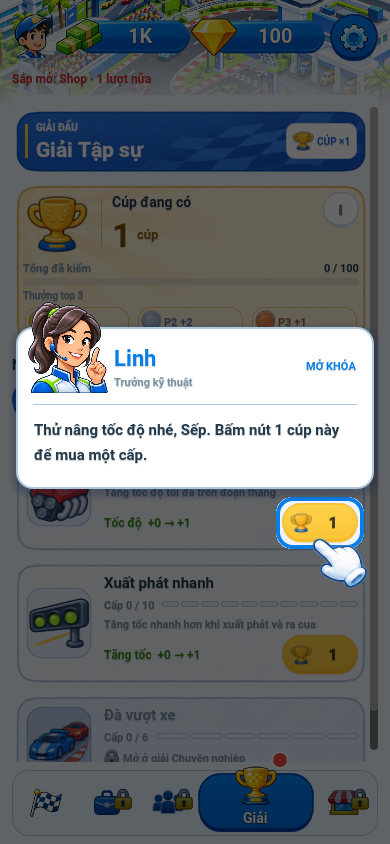 1K
100
Sắp mở: Shop · 1 lượt nữa
GIẢI ĐẤU
Giải Tập sự
CÚP ×1
Cúp đang có
1 cúp
Tổng đã kiếm
0 / 100
Thưởng top 3
P2 +2
P3 +1
Linh
Trưởng kỹ thuật
MỞ KHÓA
Thử nâng tốc độ nhé, Sếp. Bấm nút 1 cúp này
để mua một cấp.
Tăng tốc độ tối đa trên đoạn thẳng
Tốc độ +0 → +1
1
Xuất phát nhanh
Cấp 0 / 10
Tăng tốc nhanh hơn khi xuất phát và ra cua
Tăng tốc +0 → +1
1
Đà vượt xe
Cấp 0 / 6
Mở ở giải Chuyên nghiệp
Giải